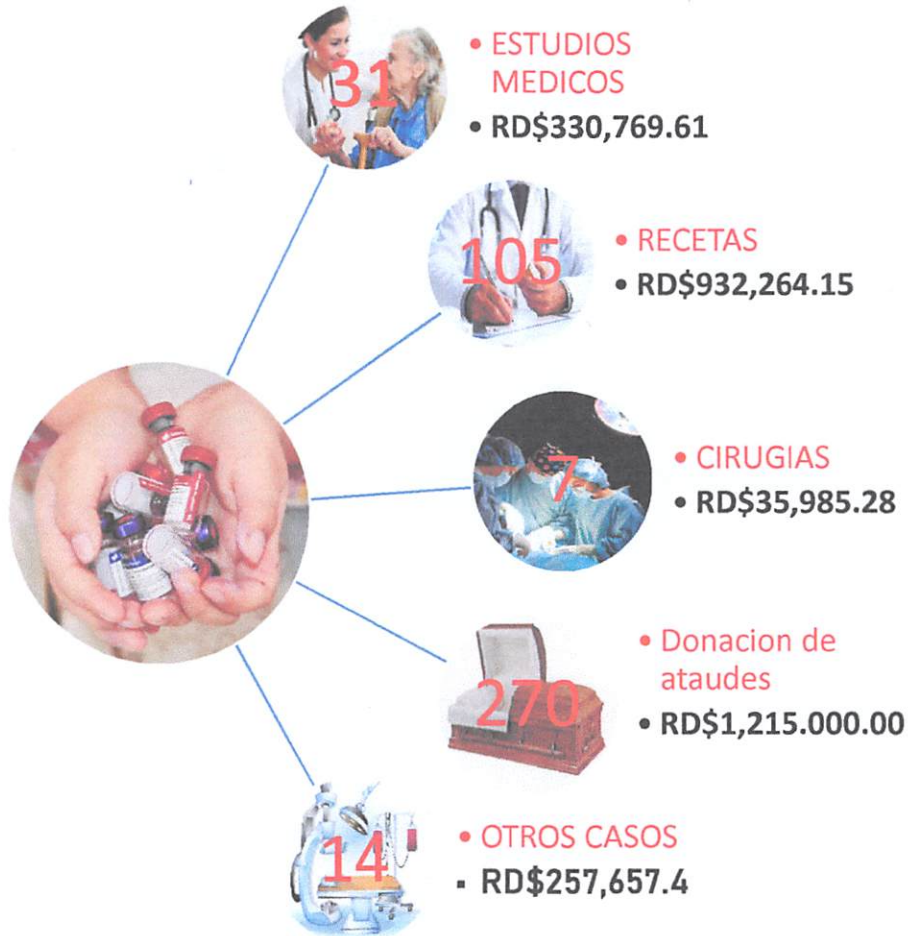 31
• ESTUDIOS
MEDICOS
• RD$330,769.61
105
• RECETAS
• RD$932,264.15
7
• CIRUGIAS
• RD$35,985.28
270
• Donacion de
ataudes
• RD$1,215.000.00
14
• OTROS CASOS
▪ RD$257,657.4